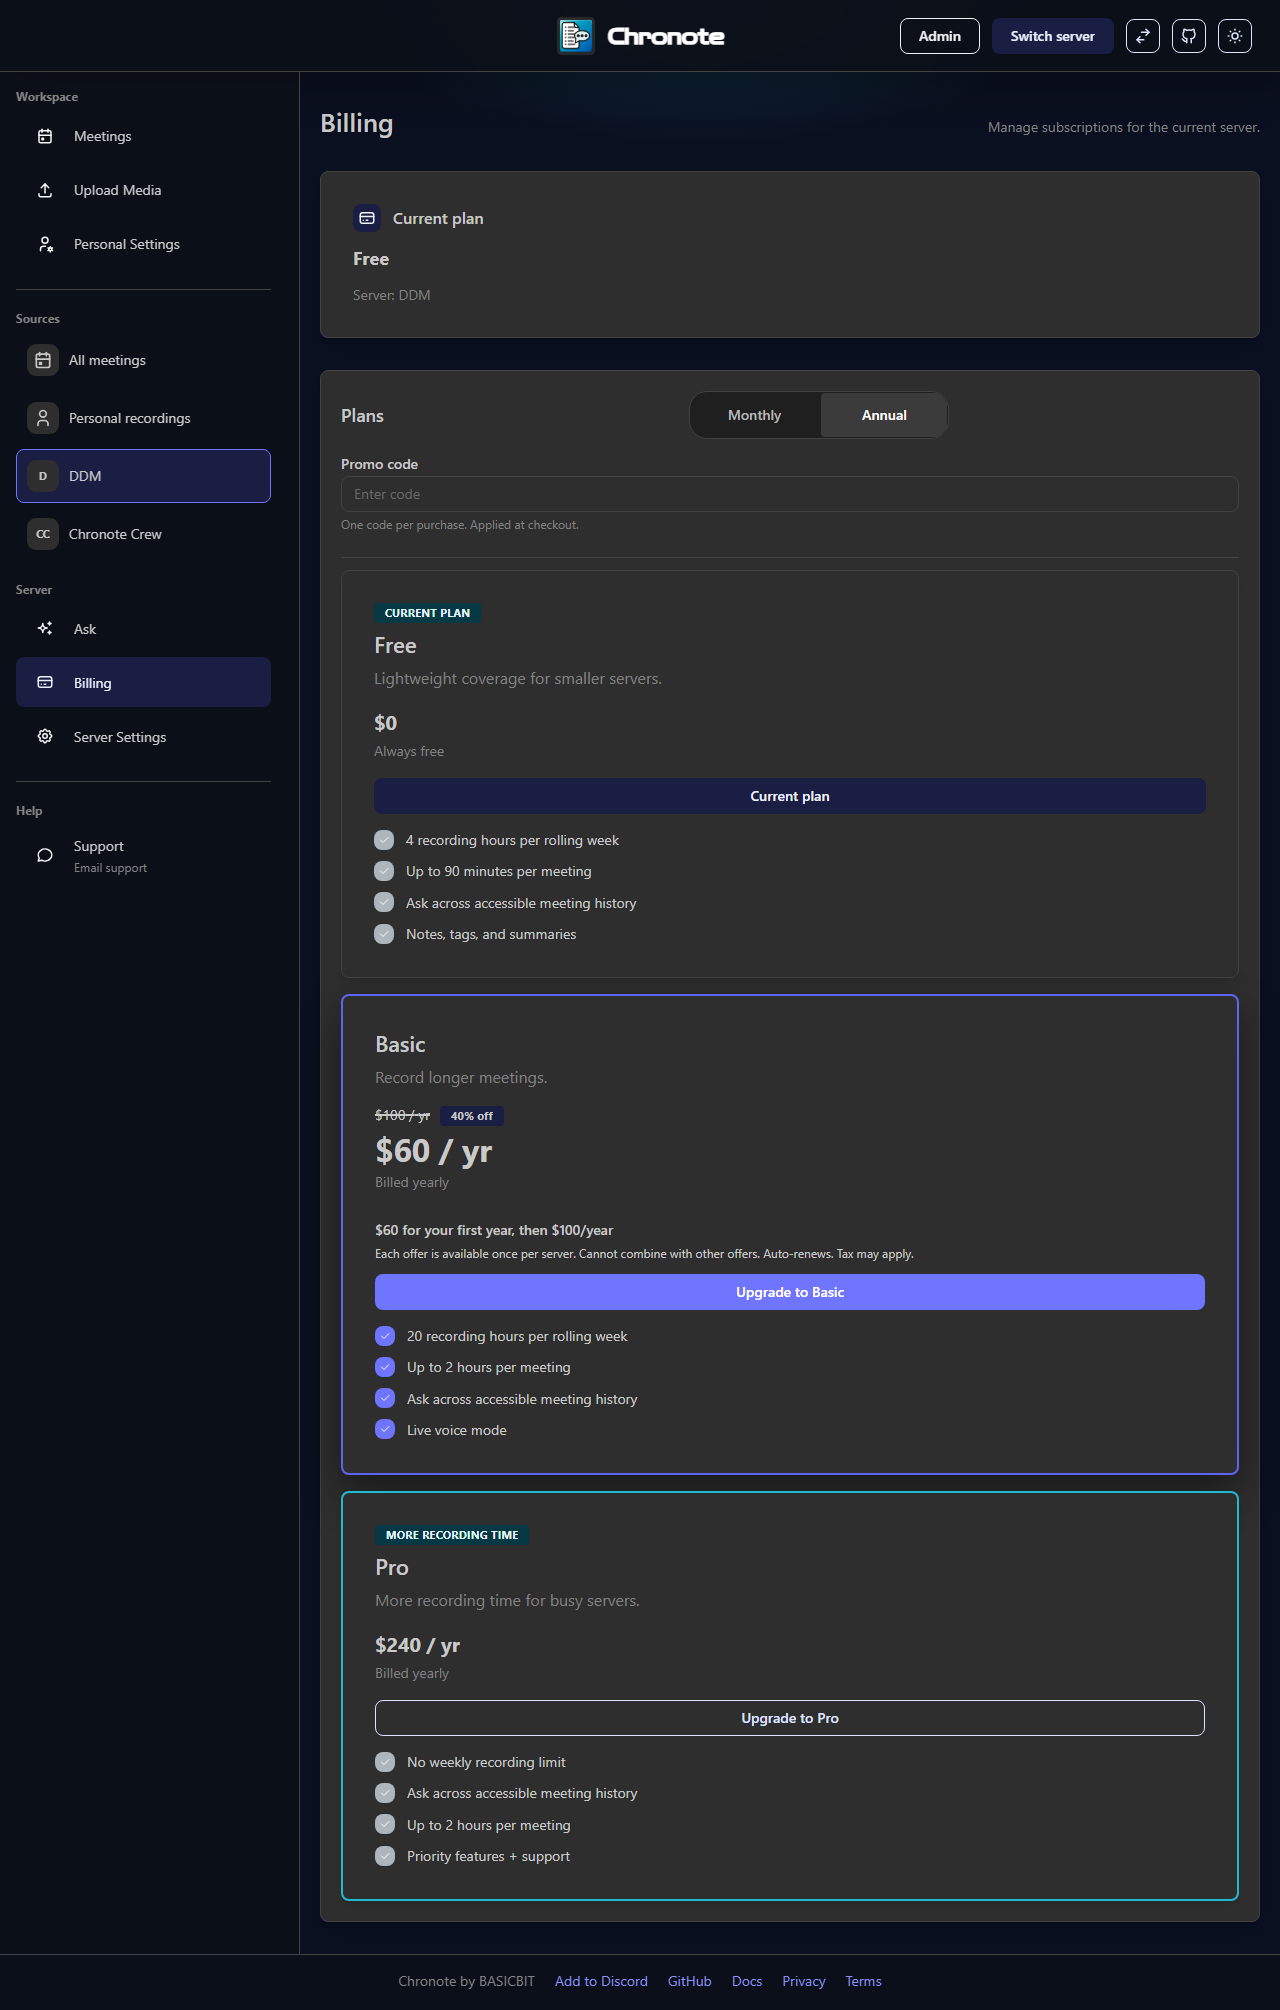 Chronote
Admin
Switch server
Workspace
Meetings
Upload Media
Personal Settings
Sources
All meetings
Personal recordings
D
DDM
CC
Chronote Crew
Server
Ask
Billing
Server Settings
Help
Support
Email support
Billing
Manage subscriptions for the current server.
Current plan
Free
Server: DDM
Plans
Monthly
Annual
Promo code
Enter code
One code per purchase. Applied at checkout.
CURRENT PLAN
Free
Lightweight coverage for smaller servers.
$0
Always free
Current plan
4 recording hours per rolling week
Up to 90 minutes per meeting
Ask across accessible meeting history
Notes, tags, and summaries
Basic
Record longer meetings.
$100 / yr
40% off
$60 / yr
Billed yearly
$60 for your first year, then $100/year
Each offer is available once per server. Cannot combine with other offers. Auto-renews. Tax may apply.
Upgrade to Basic
20 recording hours per rolling week
Up to 2 hours per meeting
Ask across accessible meeting history
Live voice mode
MORE RECORDING TIME
Pro
More recording time for busy servers.
$240 / yr
Billed yearly
Upgrade to Pro
No weekly recording limit
Ask across accessible meeting history
Up to 2 hours per meeting
Priority features + support
Chronote by BASICBIT
Add to Discord
GitHub
Docs
Privacy
Terms